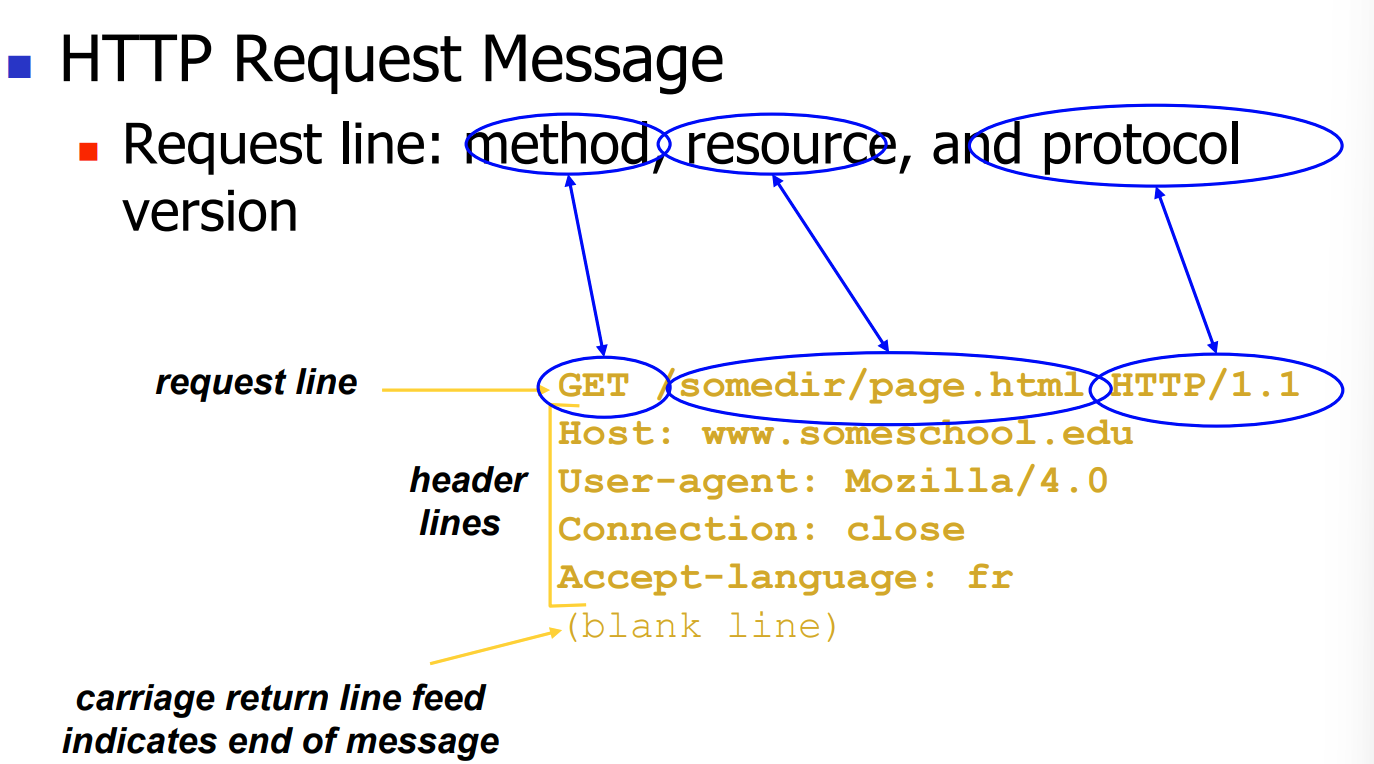 HTTP Request Message
Request line: method, resource, and protocol
version
request line
GET /somedir/page.html HTTP/1.1
Host: www.someschool.edu
header
lines
User-agent: Mozilla/4.0
Connection: close
Accept-language: fr
(blank line)
carriage return line feed
indicates end of message